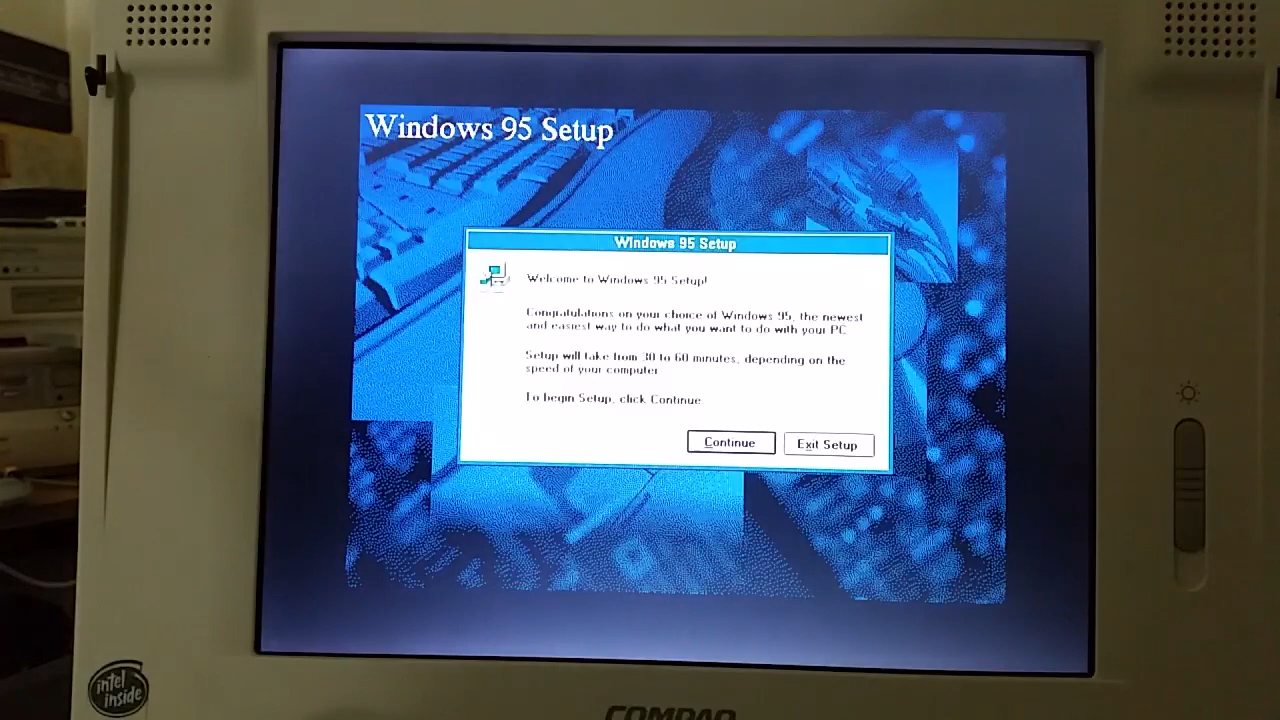 Windows 95 Setup
Windows 95 Setup
Welcome to Windows 95 Setup!
Congratulations on your choice of Windows 95, the newest
and easiest way to do what you want to do with your PC.
Setup will take from 30 to 60 minutes, depending on the
speed of your computer.
To begin Setup, click Continue.
Continue
Exit Setup
intel
inside
COMPAQ